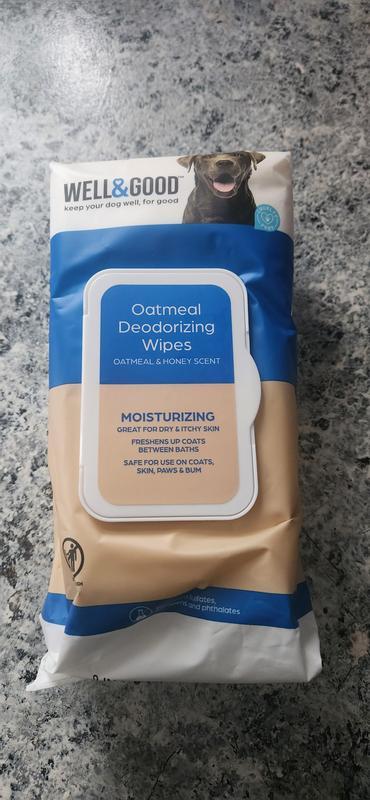 WELL&GOOD™
keep your dog well, for good
Oatmeal
Deodorizing
Wipes
OATMEAL & HONEY SCENT
MOISTURIZING
GREAT FOR DRY & ITCHY SKIN
FRESHENS UP COATS
BETWEEN BATHS
SAFE FOR USE ON COATS,
SKIN, PAWS & BUM
and phthalates